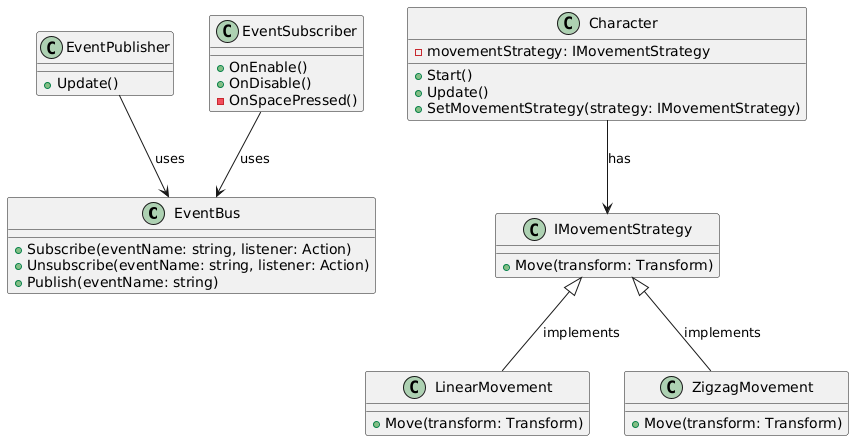 C EventPublisher
Update()
C EventSubscriber
OnEnable()
OnDisable()
OnSpacePressed()
C Character
movementStrategy: IMovementStrategy
Start()
Update()
SetMovementStrategy(strategy: IMovementStrategy)
uses
uses
has
C EventBus
Subscribe(eventName: string, listener: Action)
Unsubscribe(eventName: string, listener: Action)
Publish(eventName: string)
C IMovementStrategy
Move(transform: Transform)
implements
implements
C LinearMovement
Move(transform: Transform)
C ZigzagMovement
Move(transform: Transform)